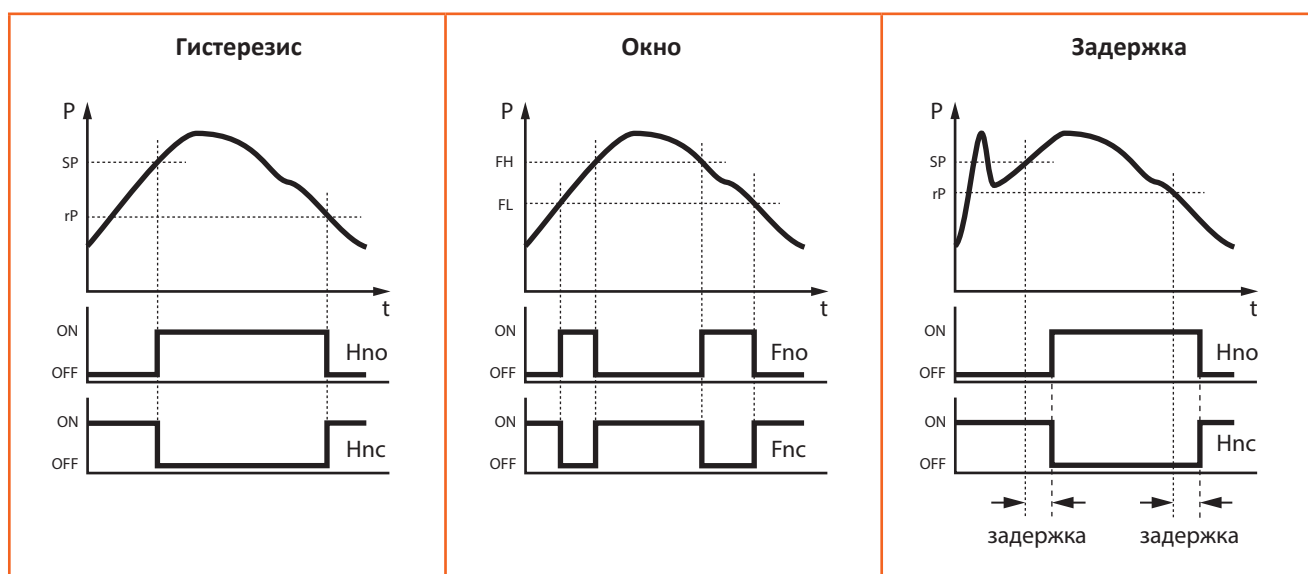 Гистерезис
P
SP
rP
t
ON
OFF
Hno
ON
OFF
Hnc
Окно
P
FH
FL
t
ON
OFF
Fno
ON
OFF
Fnc
Задержка
P
SP
rP
t
ON
OFF
Hno
ON
OFF
Hnc
задержка
задержка